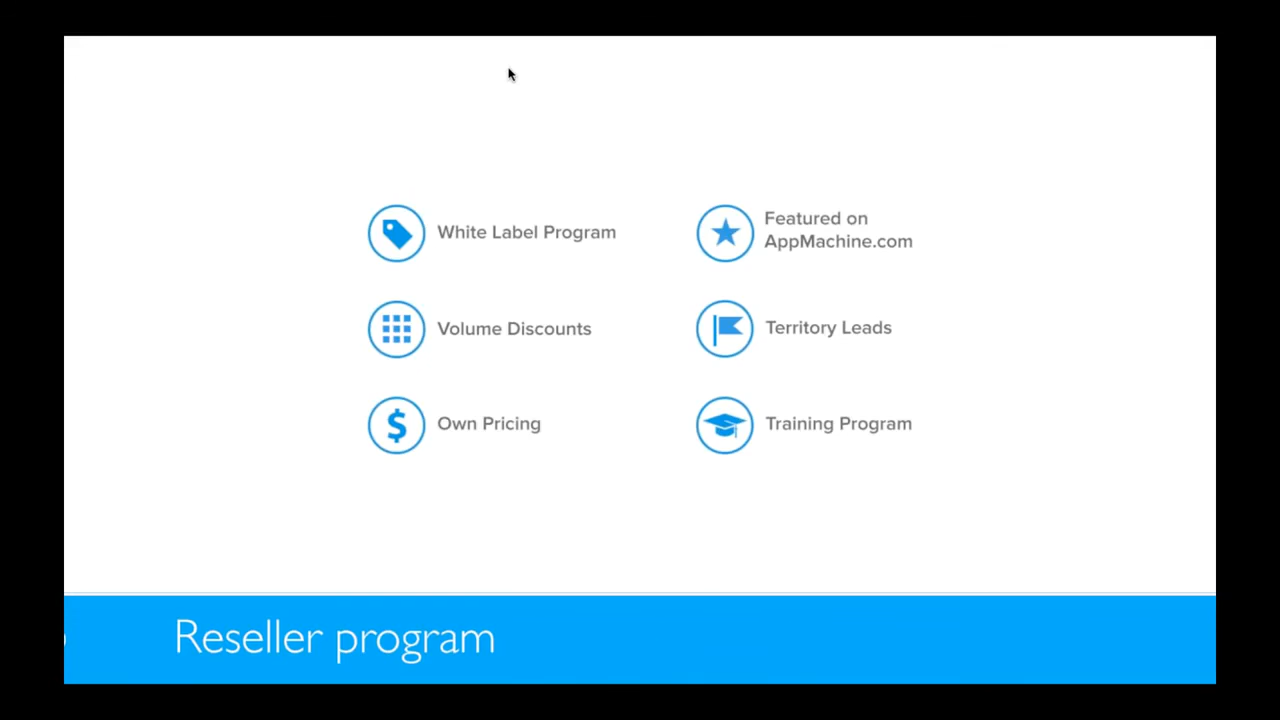 White Label Program
Featured on
AppMachine.com
Volume Discounts
Territory Leads
Own Pricing
Training Program
Reseller program